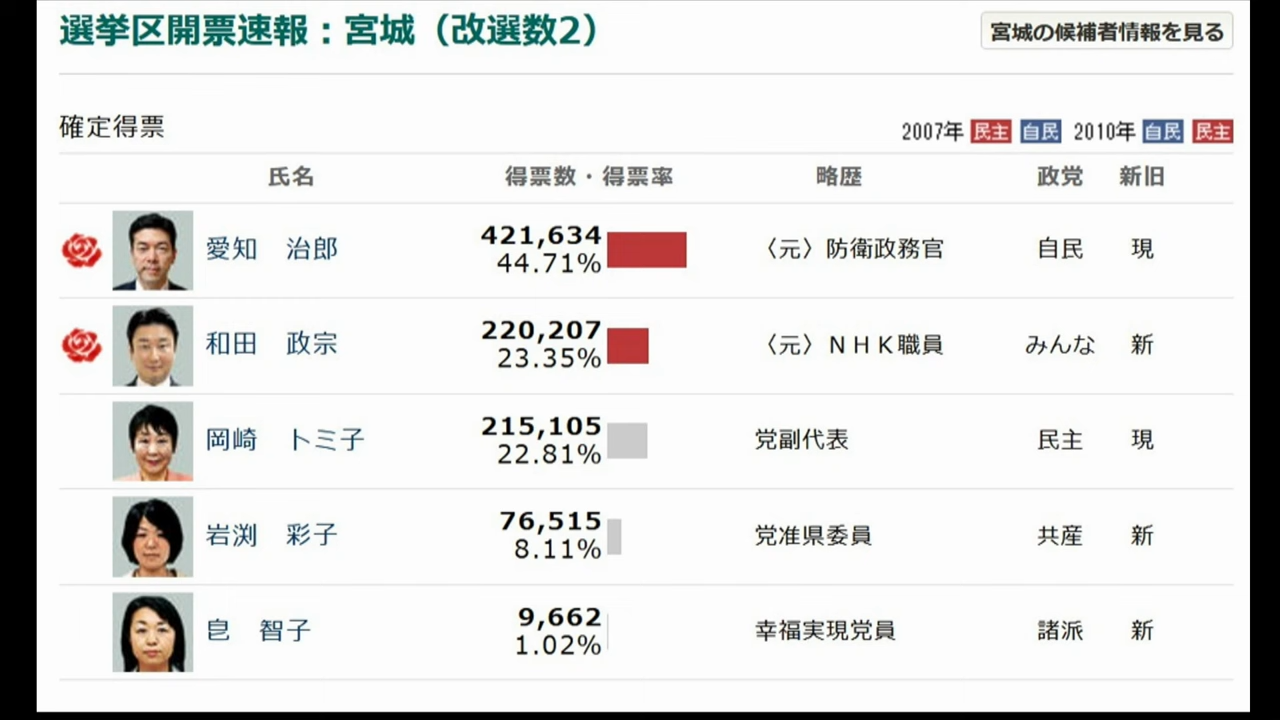 選挙区開票速報：宮城（改選数2）
宮城の候補者情報を見る
確定得票
2007年 民主 自民 2010年 自民 民主
氏名 得票数・得票率 略歴 政党 新旧
愛知 治郎 421,634 44.71% 〈元〉防衛政務官 自民 現
和田 政宗 220,207 23.35% 〈元〉ＮＨＫ職員 みんな 新
岡崎 トミ子 215,105 22.81% 党副代表 民主 現
岩渕 彩子 76,515 8.11% 党准県委員 共産 新
皀 智子 9,662 1.02% 幸福実現党員 諸派 新